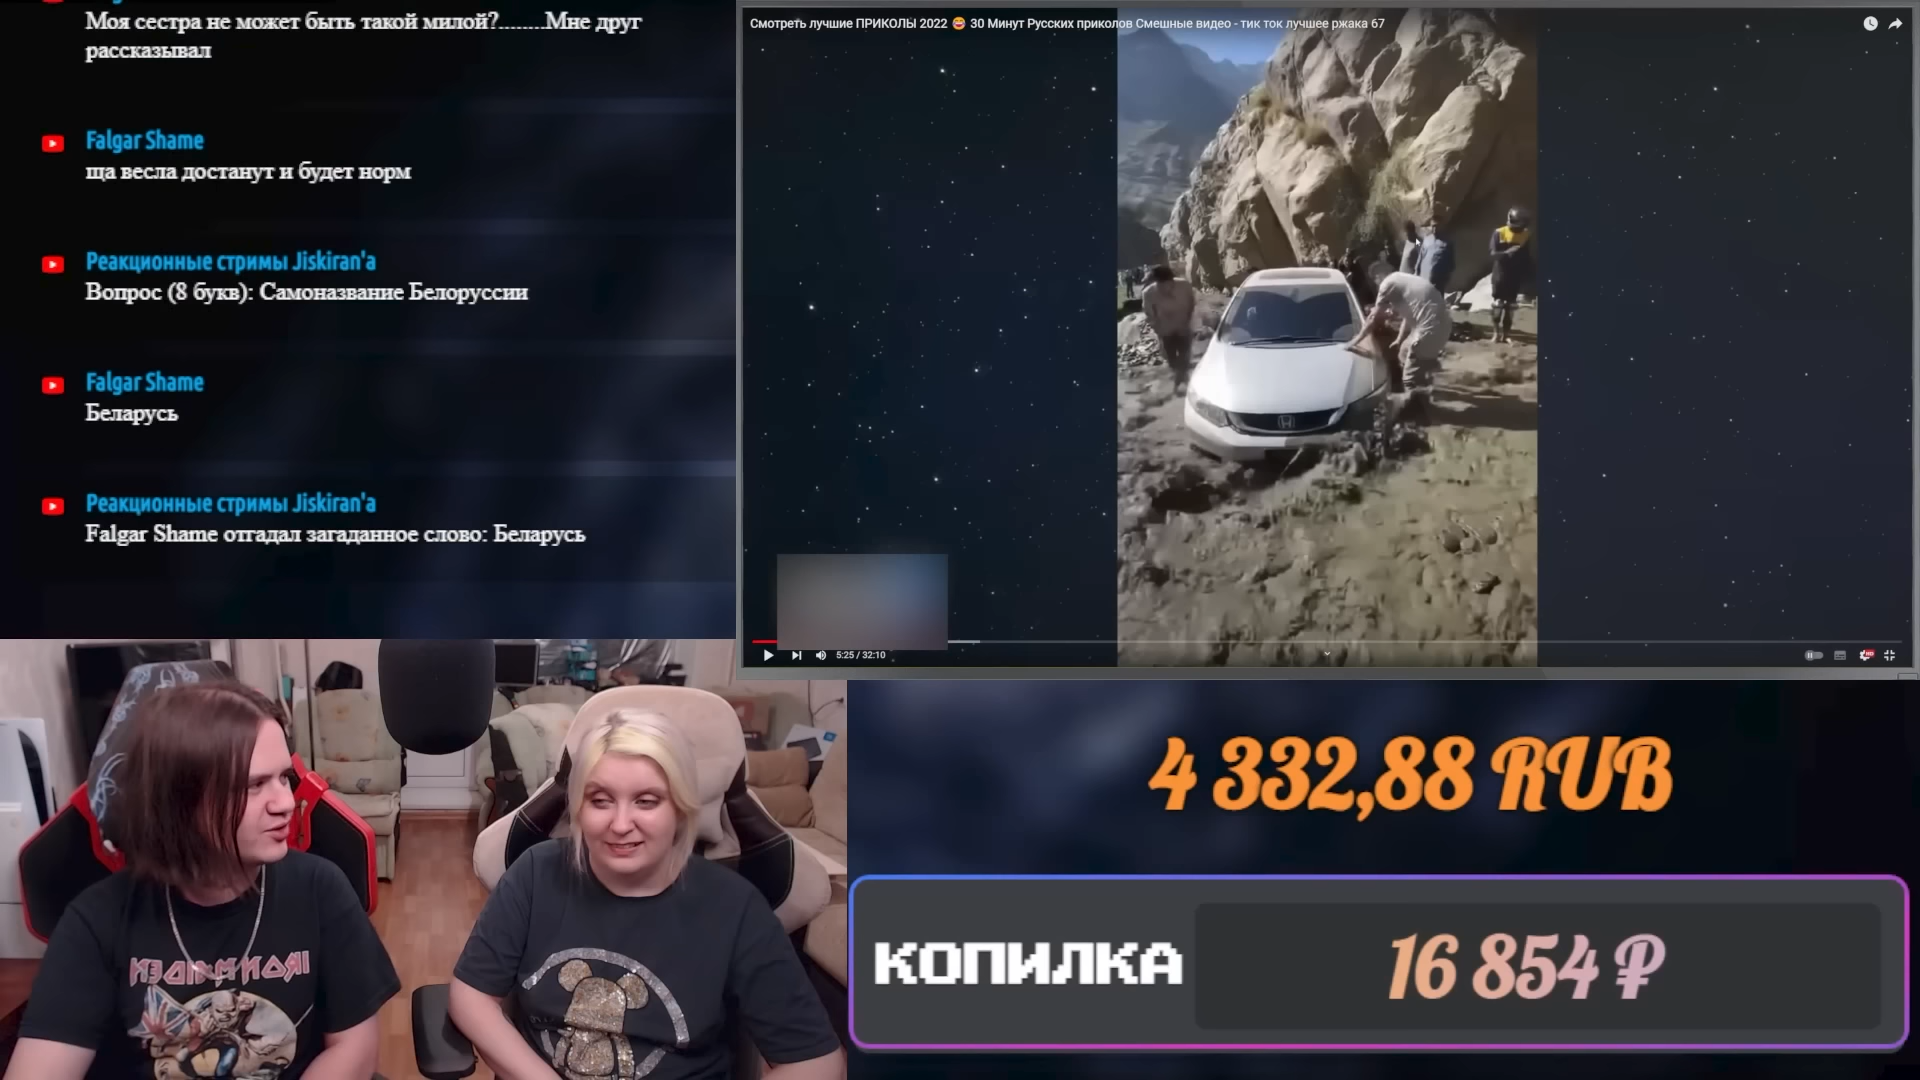 Моя сестра не может быть такой милой?........Мне друг
рассказывал
Falgar Shame
ща весла достанут и будет норм
Реакционные стримы Jiskiran'а
Вопрос (8 букв): Самоназвание Белоруссии
Falgar Shame
Беларусь
Реакционные стримы Jiskiran'а
Falgar Shame отгадал загаданное слово: Беларусь
Смотреть лучшие ПРИКОЛЫ 2022 😄 30 Минут Русских приколов Смешные видео - тик ток лучшее ржака 67
5:25 / 32:10
4 332,88 RUB
КОПИЛКА
16 854 ₽